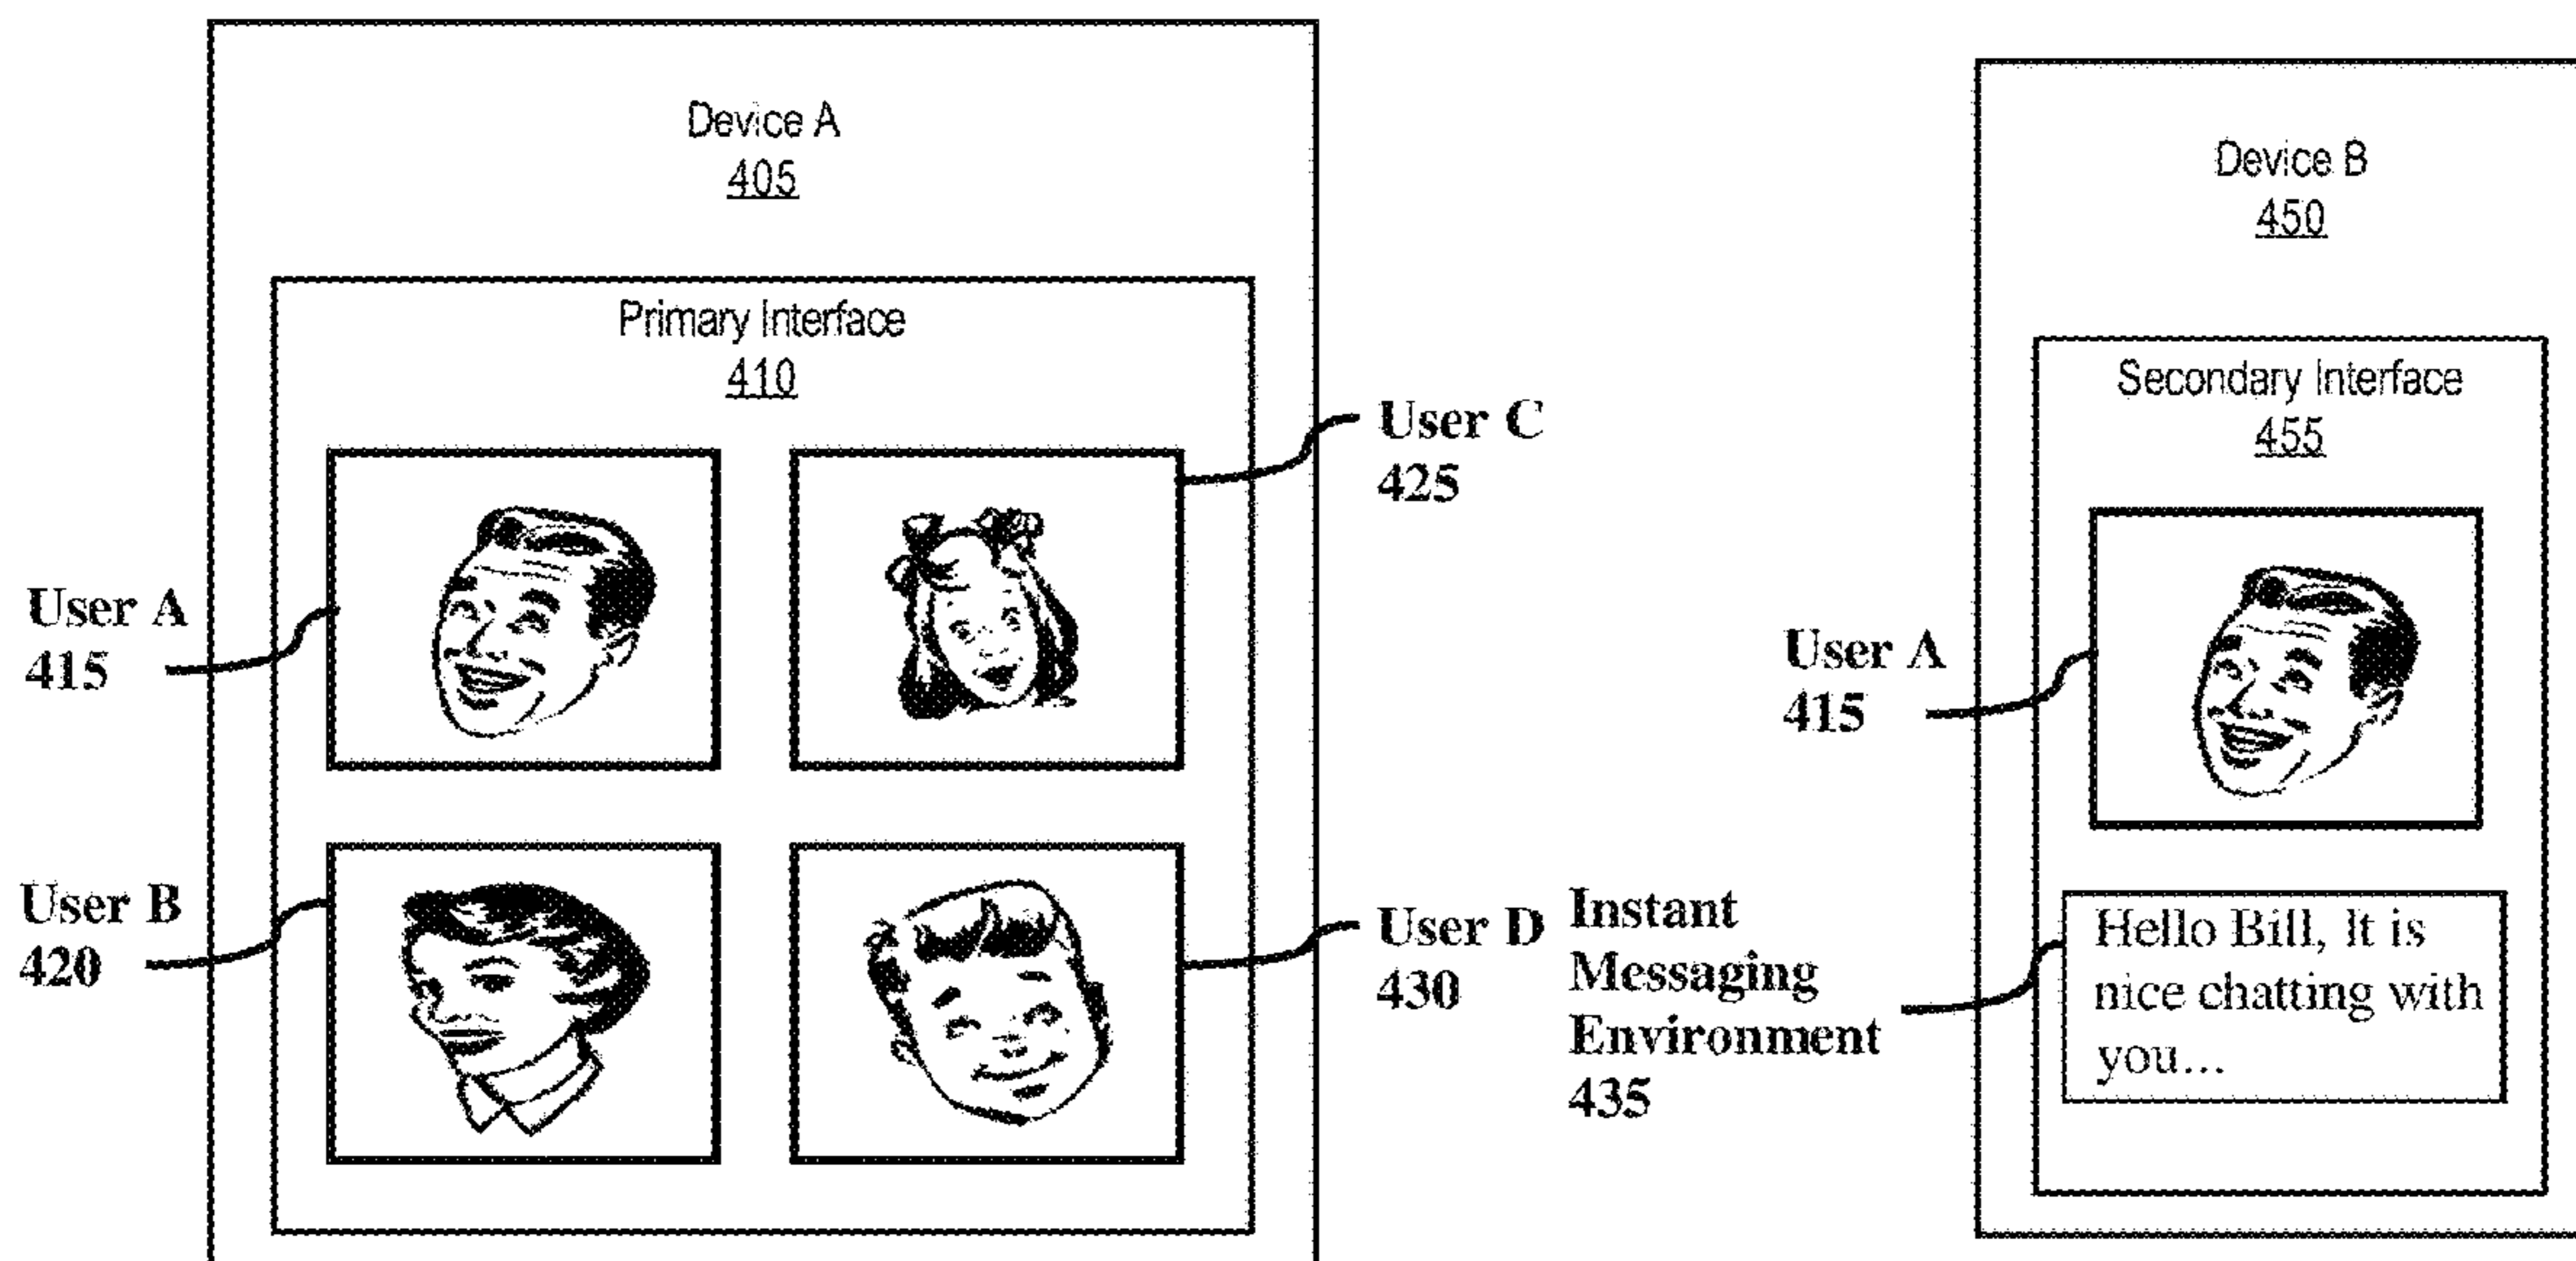 Device A
405
Primary Interface
410
User C
425
User A
415
User B
420
User D
430
Device B
450
Secondary Interface
455
User A
415
Instant
Messaging
Environment
435
Hello Bill, It is
nice chatting with
you...